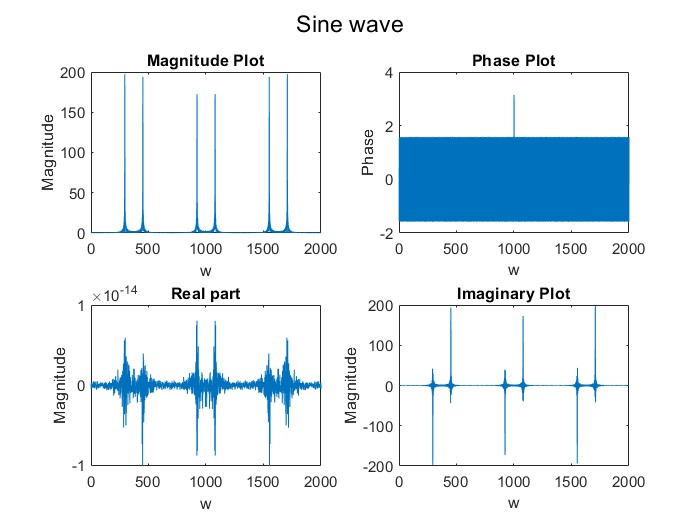 Sine wave
Magnitude Plot
Magnitude
200
150
100
50
0
0 500 1000 1500 2000
w
Phase Plot
Phase
4
2
0
-2
0 500 1000 1500 2000
w
×10^-14
Real part
Magnitude
1
0
-1
0 500 1000 1500 2000
w
Imaginary Plot
Magnitude
200
100
0
-100
-200
0 500 1000 1500 2000
w